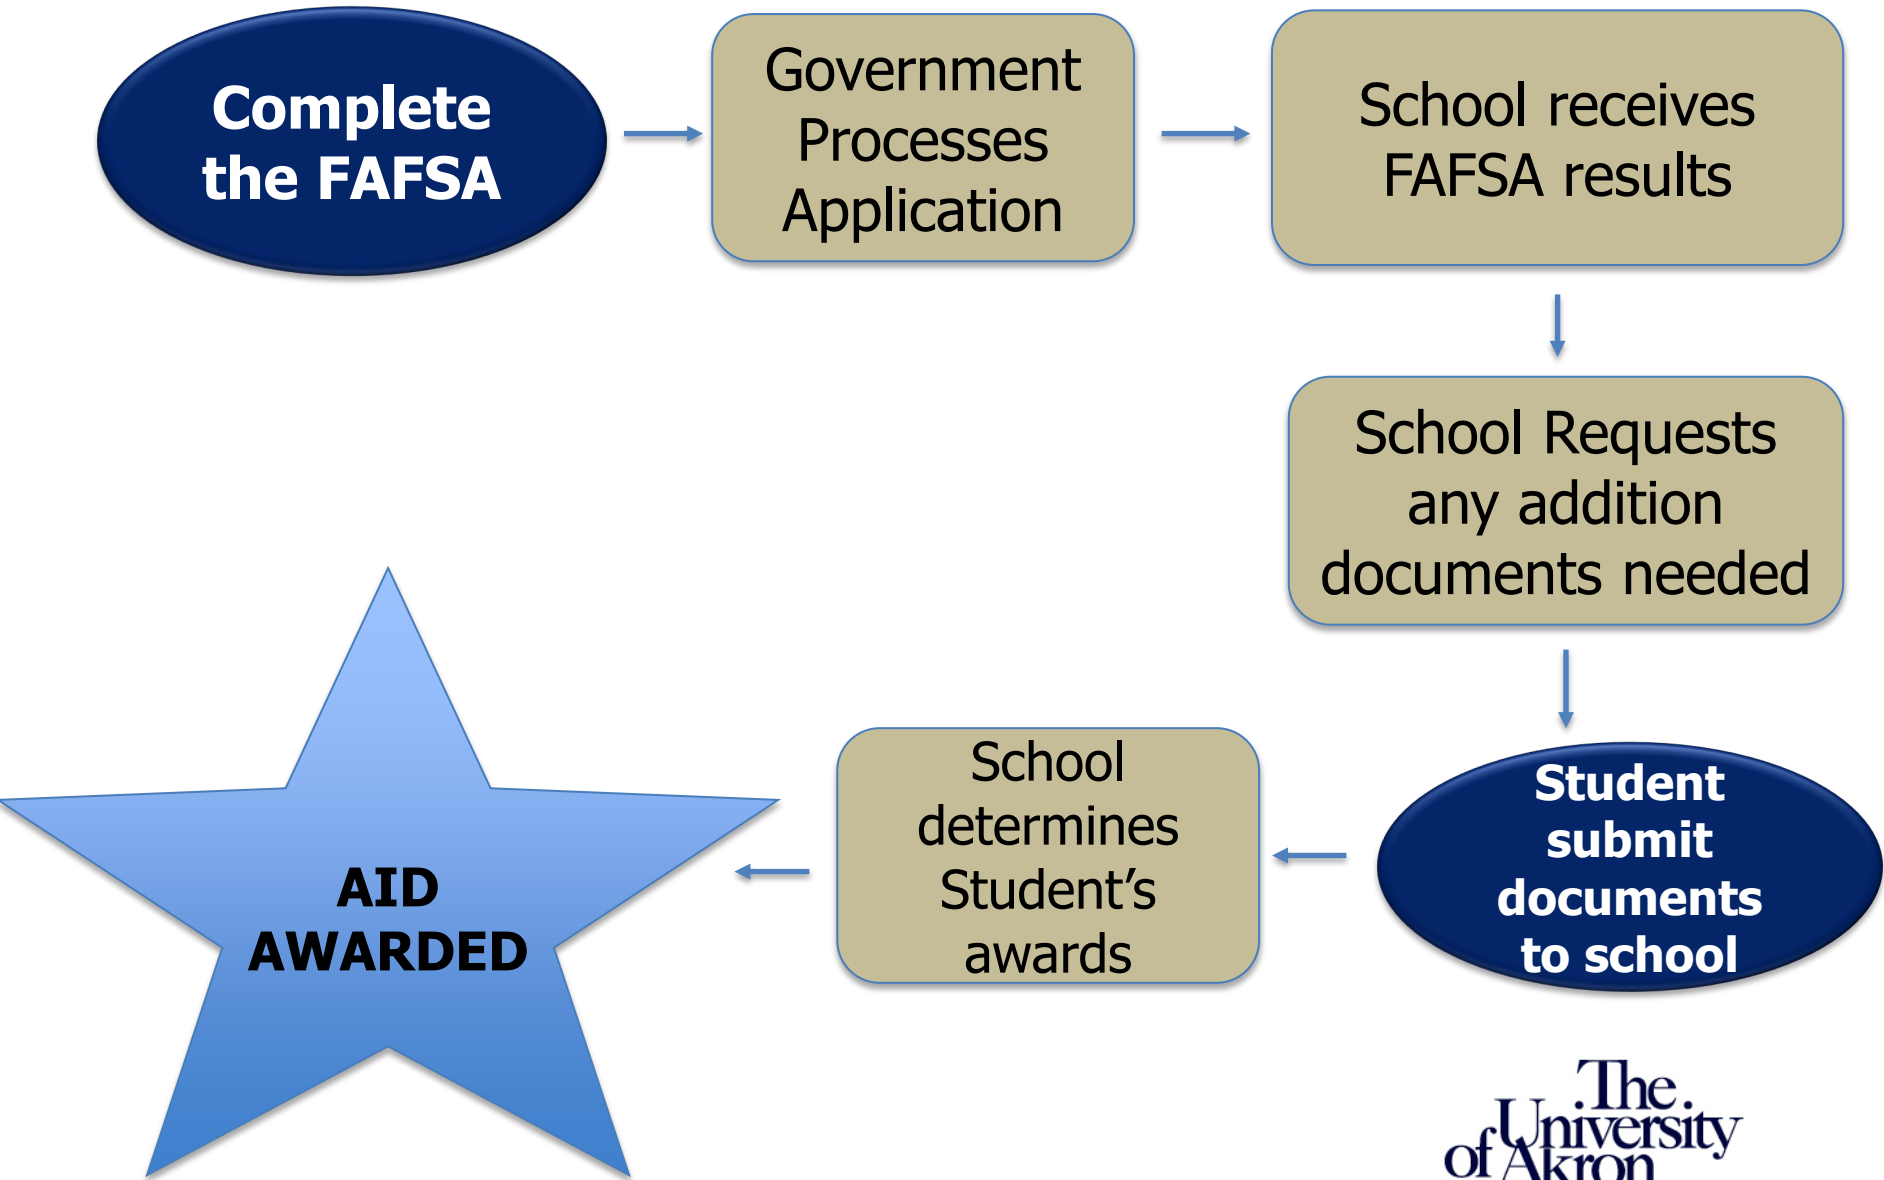 Complete
the FAFSA
Government
Processes
Application
School receives
FAFSA results
School Requests
any addition
documents needed
Student
submit
documents
to school
School
determines
Student’s
awards
AID
AWARDED
The
University
of Akron